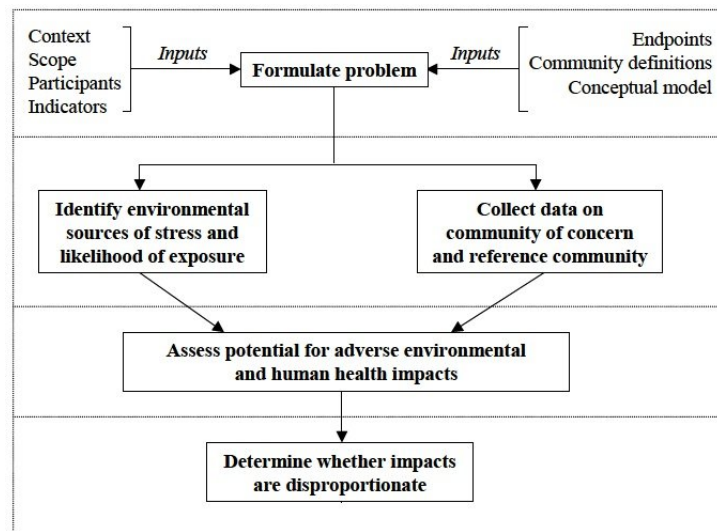 Context
Scope
Participants
Indicators
Inputs
Formulate problem
Inputs
Endpoints
Community definitions
Conceptual model
Identify environmental
sources of stress and
likelihood of exposure
Collect data on
community of concern
and reference community
Assess potential for adverse environmental
and human health impacts
Determine whether impacts
are disproportionate